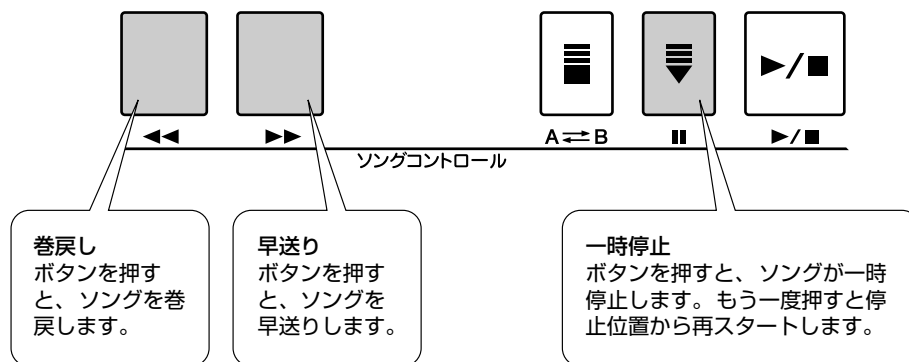 ▶/■
◀◀ ▶▶ A⇄B ▶/■
ソングコントロール
巻戻し
ボタンを押す
と、ソングを巻
戻します。
早送り
ボタンを押す
と、ソングを
早送りします。
一時停止
ボタンを押すと、ソングが一時
停止します。もう一度押すと停
止位置から再スタートします。